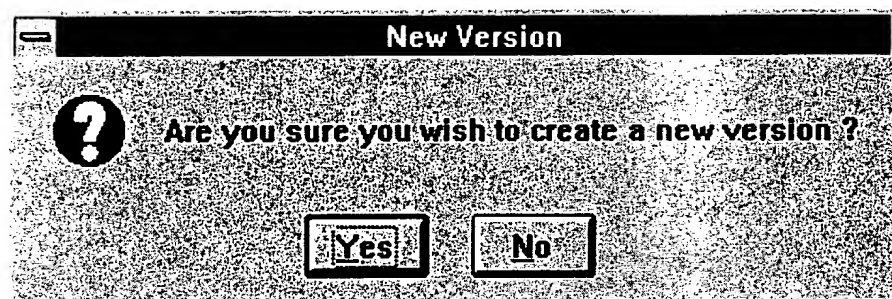 New Version
Are you sure you wish to create a new version ?
Yes
No